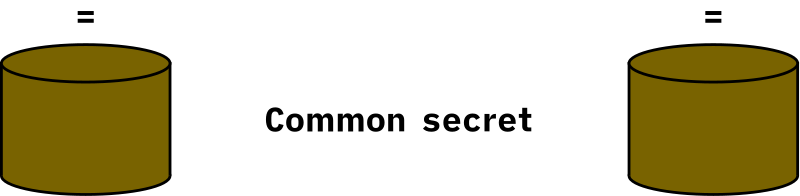 = =
Common secret